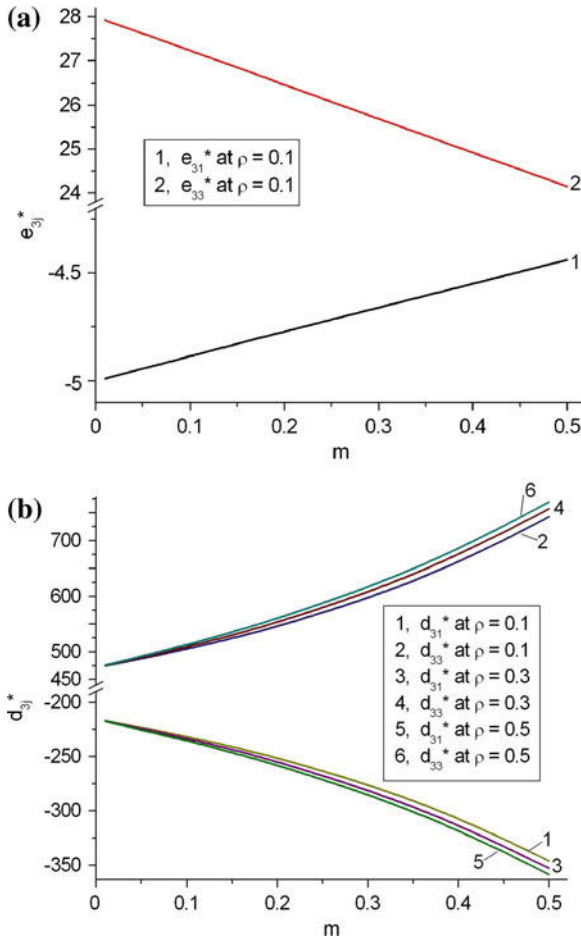 (a)
28
27
26
25
24
-4.5
-5
e3j*
1, e31* at ρ = 0.1
2, e33* at ρ = 0.1
2
1
0 0.1 0.2 0.3 0.4 0.5
m
(b)
700
600
500
450
-200
-250
-300
-350
d3j*
6
4
2
1, d31* at ρ = 0.1
2, d33* at ρ = 0.1
3, d31* at ρ = 0.3
4, d33* at ρ = 0.3
5, d31* at ρ = 0.5
6, d33* at ρ = 0.5
1
5
3
0 0.1 0.2 0.3 0.4 0.5
m